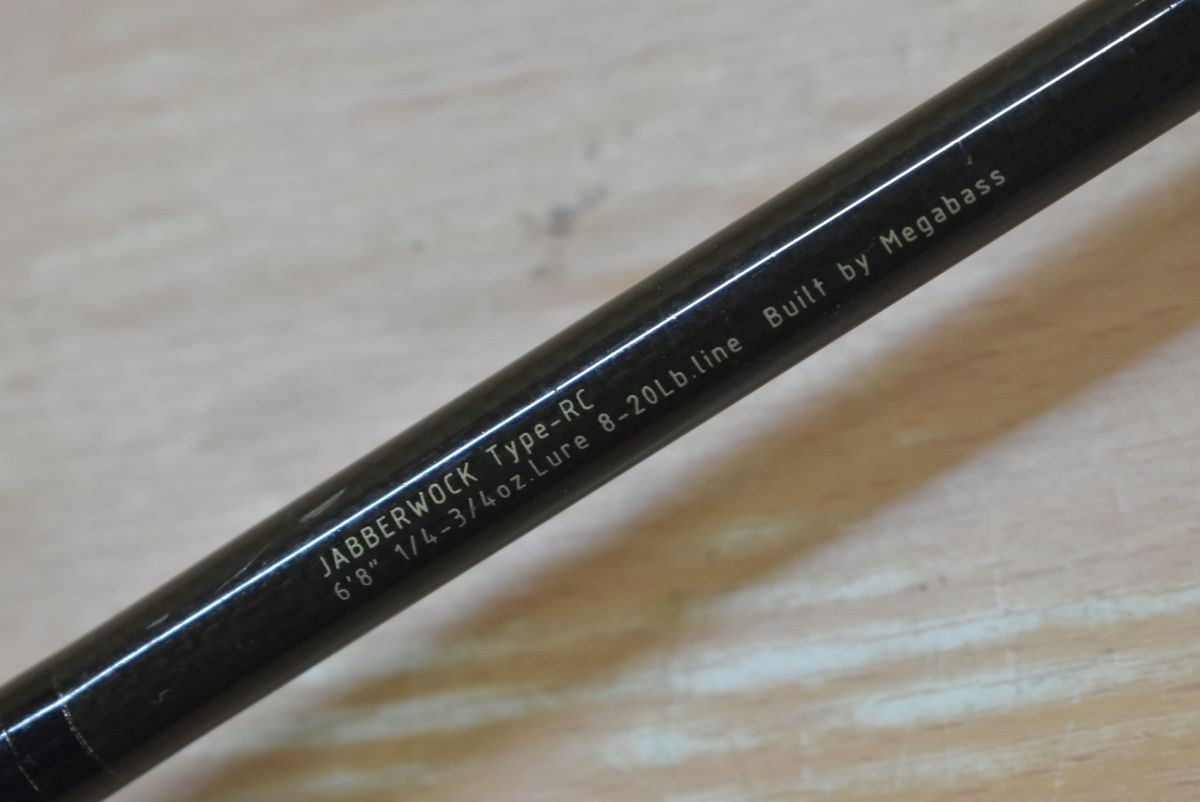 JABBERWOCK Type-RC
6'8" 1/4-3/4oz.Lure 8-20Lb.line Built by Megabass